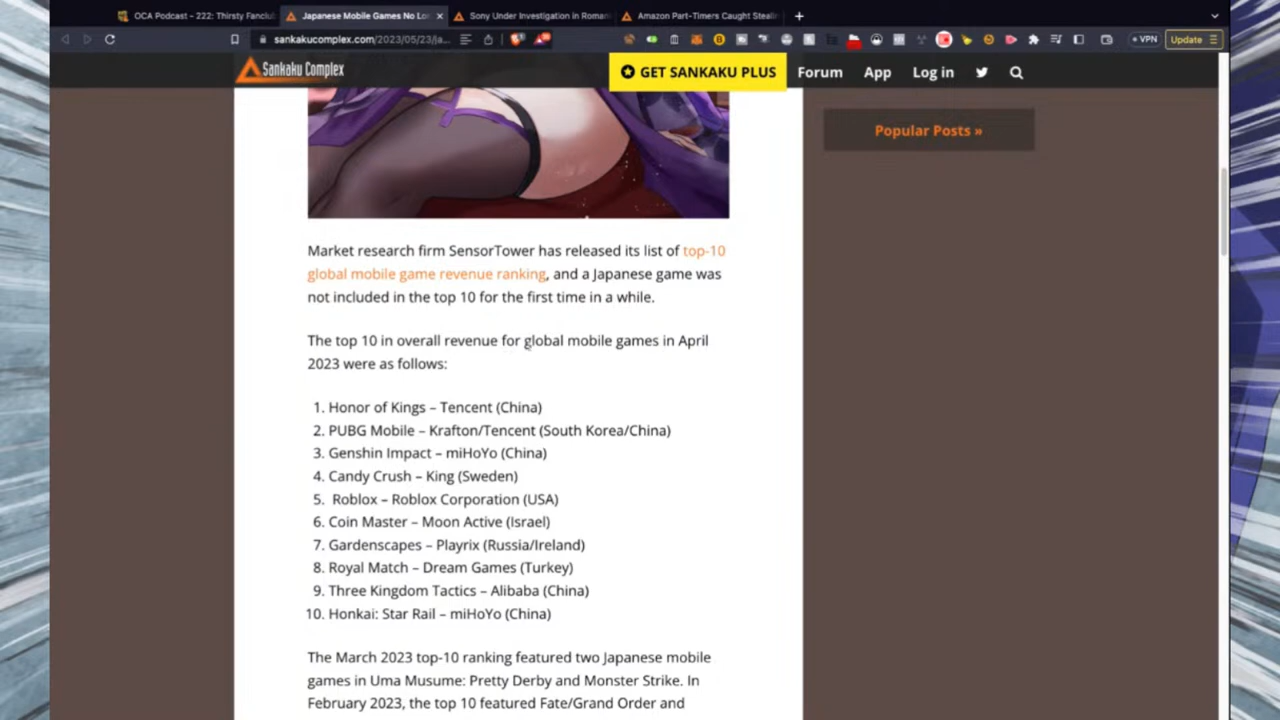 OCA Podcast – 222: Thirsty Fanclu
Japanese Mobile Games No Lo
Sony Under Investigation in Roman
Amazon Part-Timers Caught Steali
sankakucomplex.com/2023/05/23/ja...
VPN
Update
Sankaku Complex
GET SANKAKU PLUS
Forum
App
Log in
Popular Posts »
Market research firm SensorTower has released its list of top-10
global mobile game revenue ranking, and a Japanese game was
not included in the top 10 for the first time in a while.
The top 10 in overall revenue for global mobile games in April
2023 were as follows:
1. Honor of Kings – Tencent (China)
2. PUBG Mobile – Krafton/Tencent (South Korea/China)
3. Genshin Impact – miHoYo (China)
4. Candy Crush – King (Sweden)
5. Roblox – Roblox Corporation (USA)
6. Coin Master – Moon Active (Israel)
7. Gardenscapes – Playrix (Russia/Ireland)
8. Royal Match – Dream Games (Turkey)
9. Three Kingdom Tactics – Alibaba (China)
10. Honkai: Star Rail – miHoYo (China)
The March 2023 top-10 ranking featured two Japanese mobile
games in Uma Musume: Pretty Derby and Monster Strike. In
February 2023, the top 10 featured Fate/Grand Order and